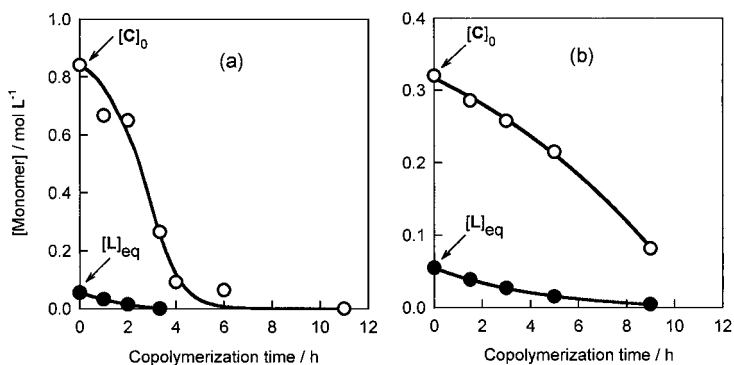 [C]₀
(a)
[L]eq
[Monomer] / mol L⁻¹
1.0
0.8
0.6
0.4
0.2
0.0
0 2 4 6 8 10 12
Copolymerization time / h
[C]₀
(b)
[L]eq
0.4
0.3
0.2
0.1
0.0
0 2 4 6 8 10 12
Copolymerization time / h